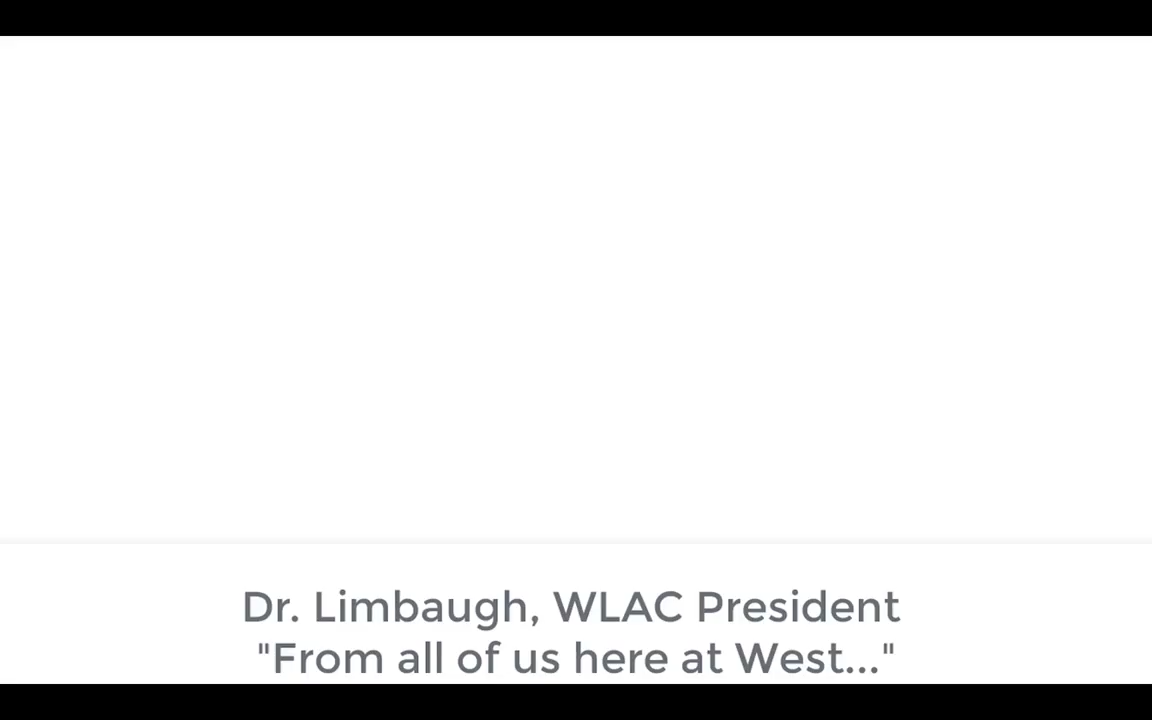 Dr. Limbaugh, WLAC President
"From all of us here at West..."